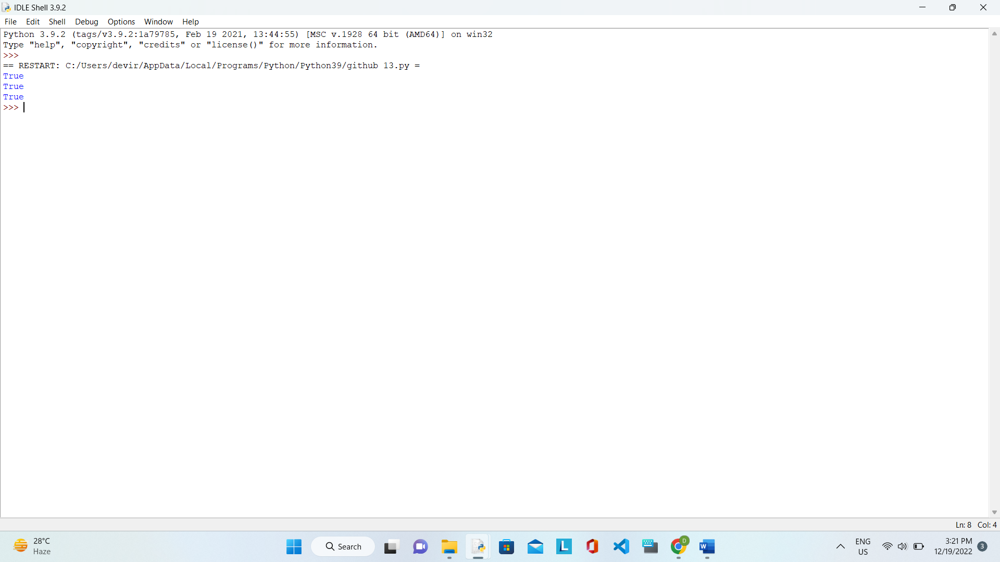 IDLE Shell 3.9.2
File Edit Shell Debug Options Window Help
Python 3.9.2 (tags/v3.9.2:1a79785, Feb 19 2021, 13:44:55) [MSC v.1928 64 bit (AMD64)] on win32
Type "help", "copyright", "credits" or "license()" for more information.
>>>
== RESTART: C:/Users/devir/AppData/Local/Programs/Python/Python39/github 13.py =
True
True
True
>>>
Ln: 8 Col: 4
28°C
Haze
Search
L
D
W
ENG
US
3:21 PM
12/19/2022
3